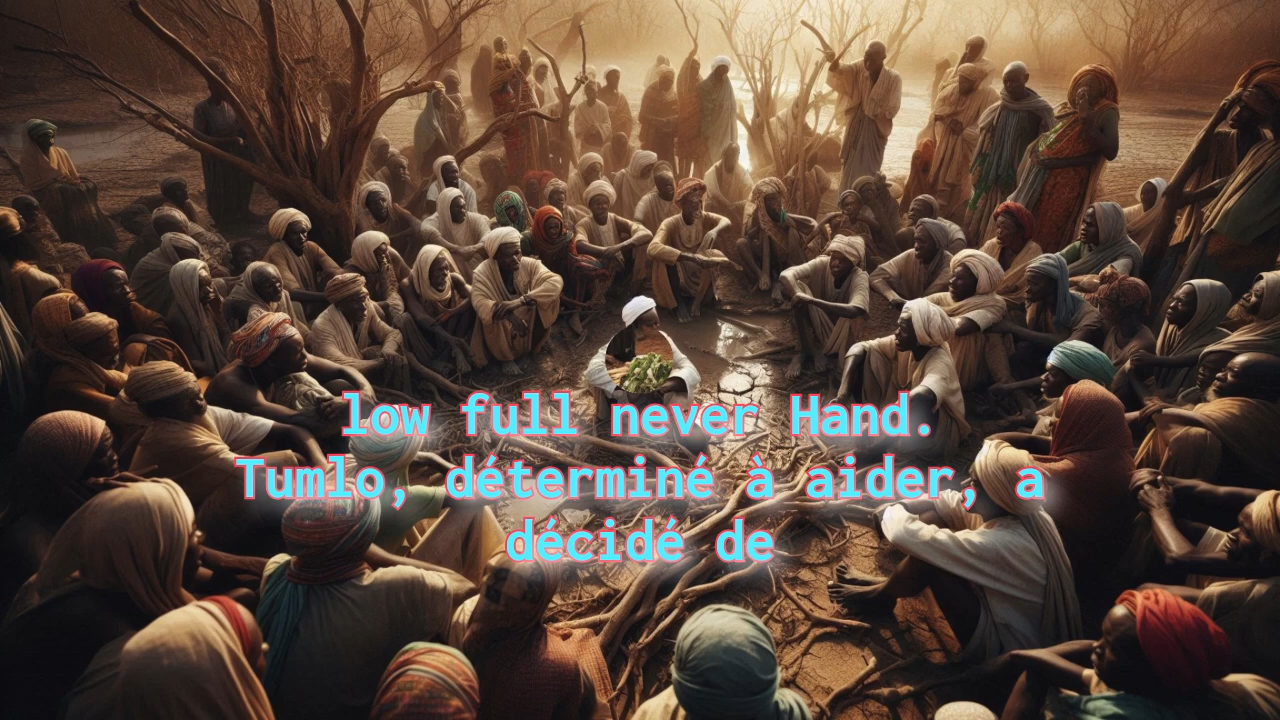 low full never Hand.
Tumlo, déterminé à aider, a
décidé de